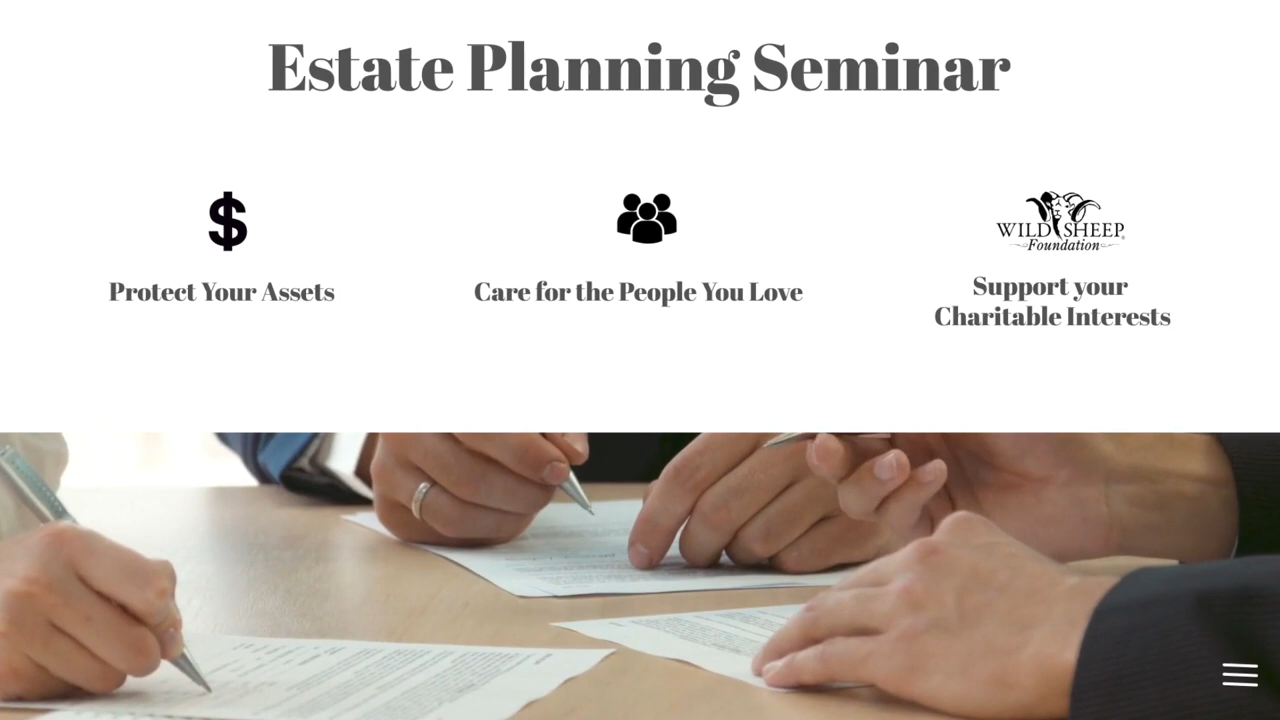 Estate Planning Seminar
$
Protect Your Assets
Care for the People You Love
WILD SHEEP
Foundation
Support your
Charitable Interests